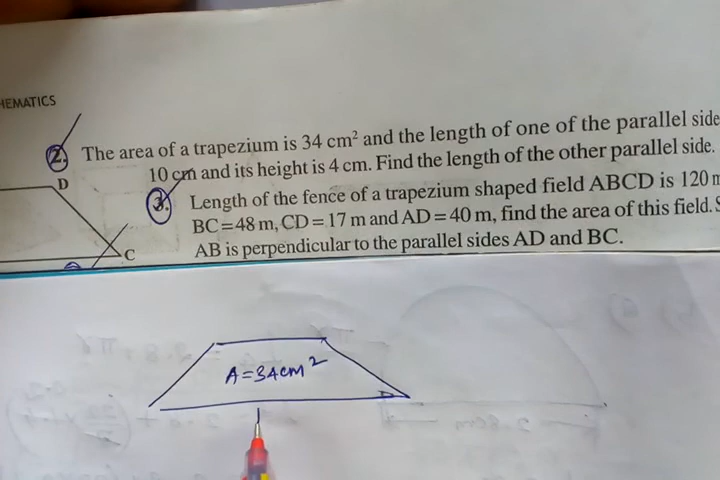 HEMATICS
2. The area of a trapezium is 34 cm² and the length of one of the parallel side
10 cm and its height is 4 cm. Find the length of the other parallel side.
D
3. Length of the fence of a trapezium shaped field ABCD is 120 m
BC = 48 m, CD = 17 m and AD = 40 m, find the area of this field. S
C
AB is perpendicular to the parallel sides AD and BC.
A = 34 cm²